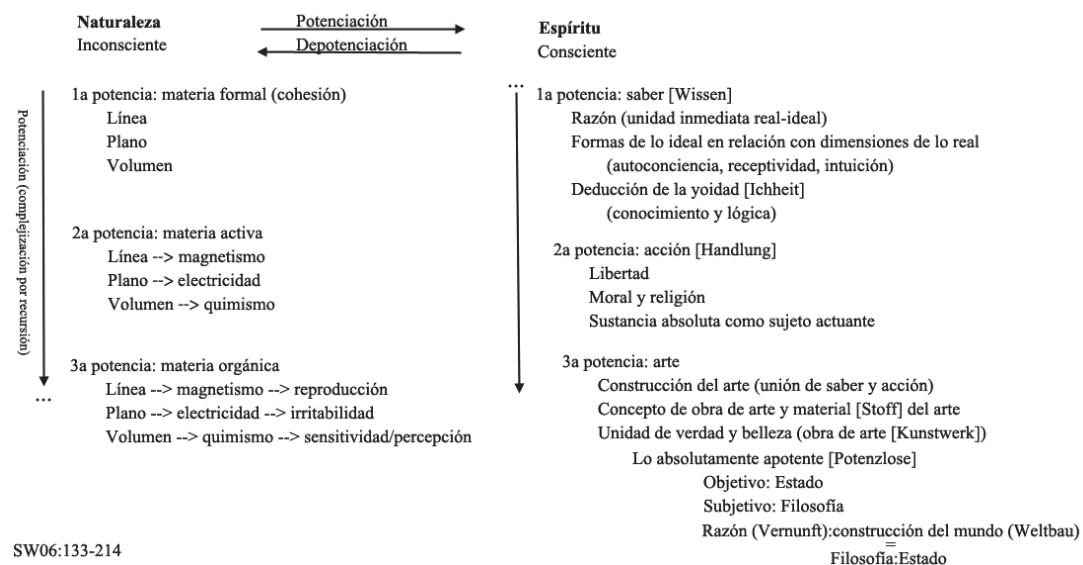 Naturaleza
Inconsciente
Potenciación
Depotenciación
Espíritu
Consciente
Potenciación (complejización por recursión)
1a potencia: materia formal (cohesión)
Línea
Plano
Volumen
2a potencia: materia activa
Línea --> magnetismo
Plano --> electricidad
Volumen --> quimismo
3a potencia: materia orgánica
Línea --> magnetismo --> reproducción
Plano --> electricidad --> irritabilidad
Volumen --> quimismo --> sensitividad/percepción
...
...
1a potencia: saber [Wissen]
Razón (unidad inmediata real-ideal)
Formas de lo ideal en relación con dimensiones de lo real
(autoconciencia, receptividad, intuición)
Deducción de la yoidad [Ichheit]
(conocimiento y lógica)
2a potencia: acción [Handlung]
Libertad
Moral y religión
Sustancia absoluta como sujeto actuante
3a potencia: arte
Construcción del arte (unión de saber y acción)
Concepto de obra de arte y material [Stoff] del arte
Unidad de verdad y belleza (obra de arte [Kunstwerk])
Lo absolutamente apotente [Potenzlose]
Objetivo: Estado
Subjetivo: Filosofía
Razón (Vernunft):construcción del mundo (Weltbau)
=
Filosofía:Estado
SW06:133-214